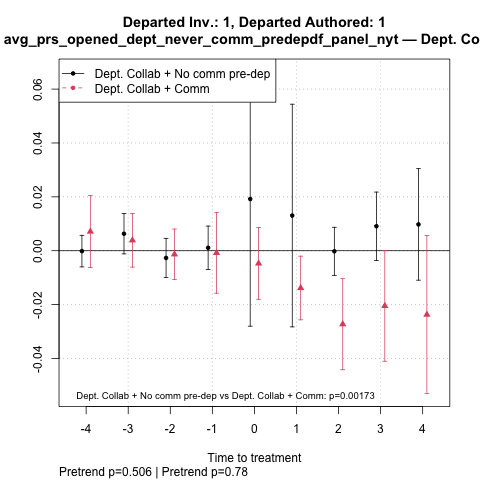 Departed Inv.: 1, Departed Authored: 1
avg_prs_opened_dept_never_comm_predepdf_panel_nyt — Dept. Co
Dept. Collab + No comm pre-dep
Dept. Collab + Comm
0.06
0.04
0.02
0.00
-0.02
-0.04
Dept. Collab + No comm pre-dep vs Dept. Collab + Comm: p=0.00173
-4 -3 -2 -1 0 1 2 3 4
Time to treatment
Pretrend p=0.506 | Pretrend p=0.78